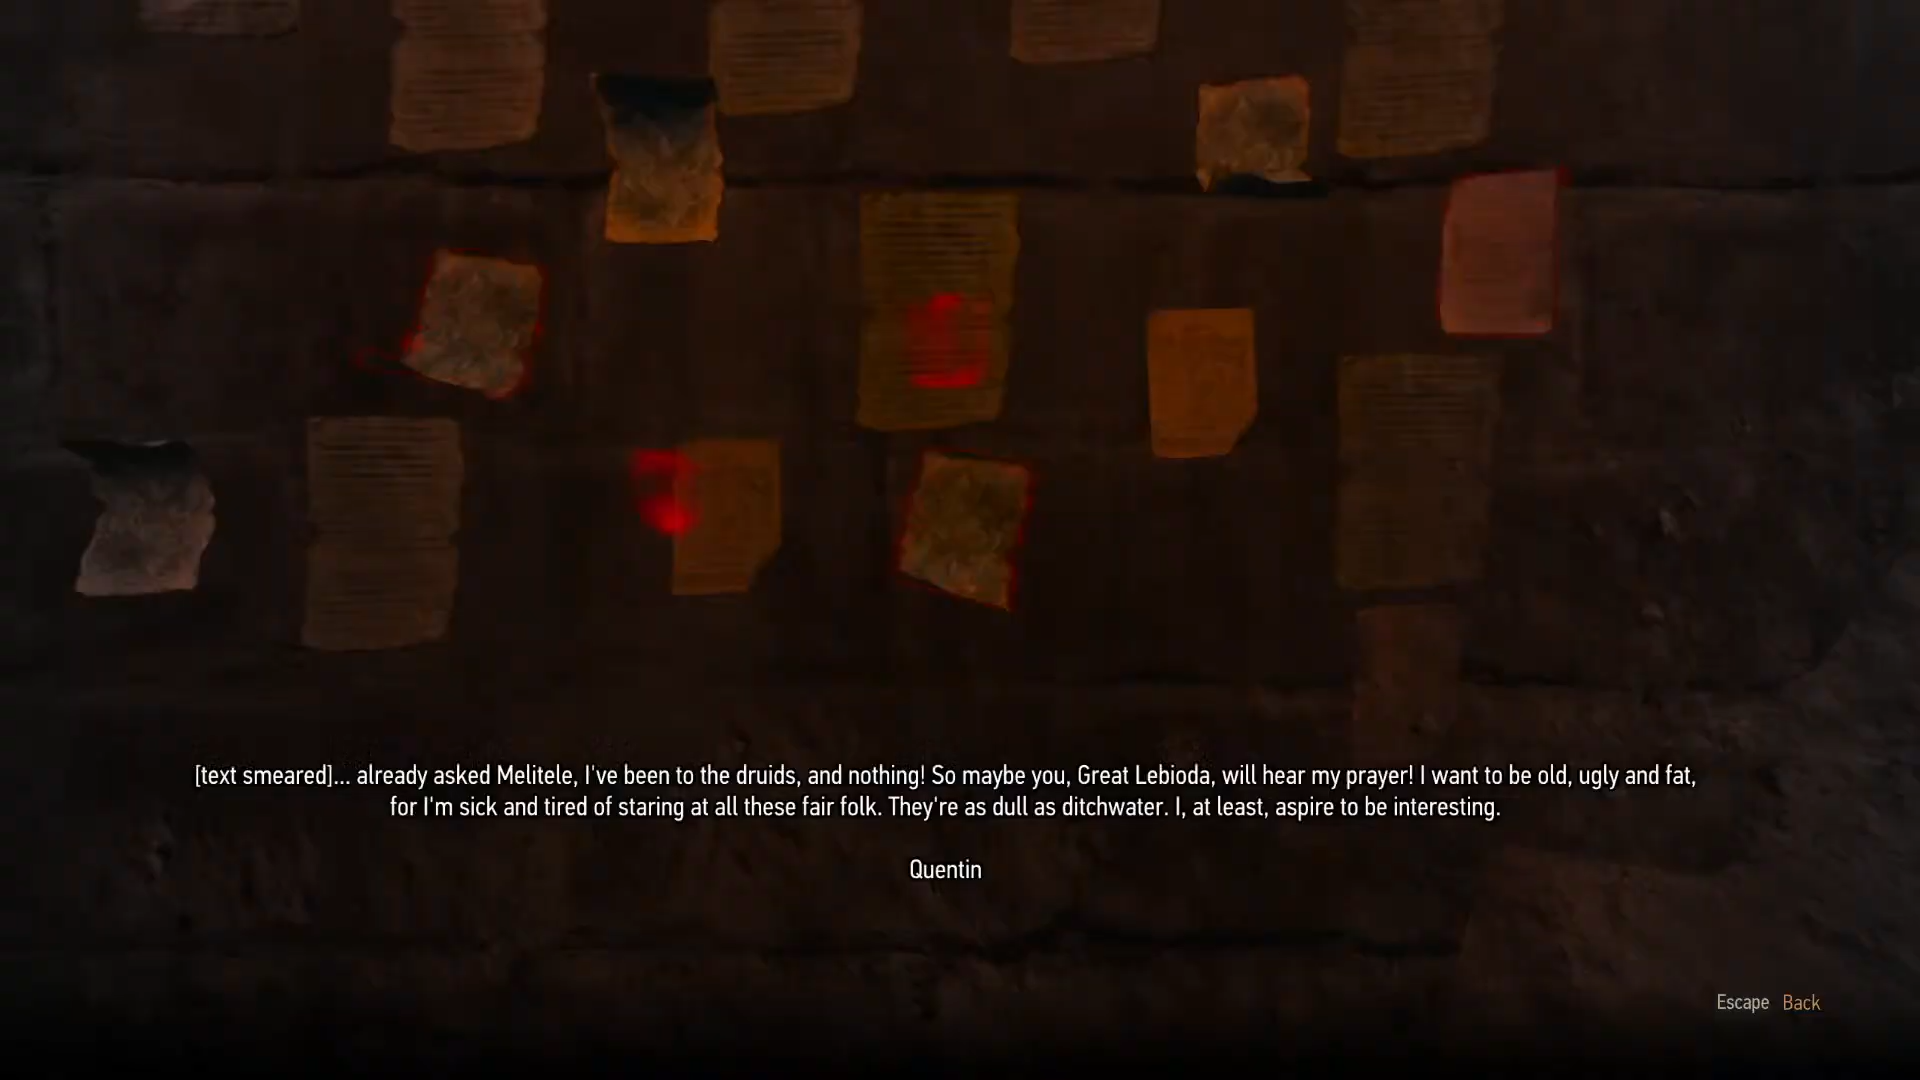 [text smeared]... already asked Melitele, I've been to the druids, and nothing! So maybe you, Great Lebioda, will hear my prayer! I want to be old, ugly and fat,
for I'm sick and tired of staring at all these fair folk. They're as dull as ditchwater. I, at least, aspire to be interesting.
Quentin
Escape Back